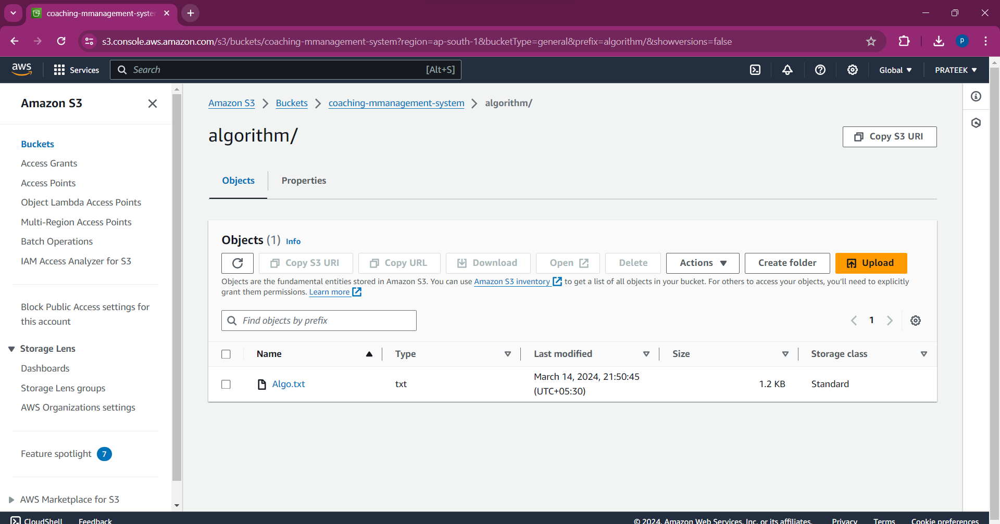 coaching-mmanagement-syste
s3.console.aws.amazon.com/s3/buckets/coaching-mmanagement-system?region=ap-south-1&bucketType=general&prefix=algorithm/&showversions=false
p
aws
Services
Search
[Alt+S]
Global
PRATEEK
Amazon S3
Buckets
Access Grants
Access Points
Object Lambda Access Points
Multi-Region Access Points
Batch Operations
IAM Access Analyzer for S3
Block Public Access settings for
this account
Storage Lens
Dashboards
Storage Lens groups
AWS Organizations settings
Feature spotlight 7
AWS Marketplace for S3
Amazon S3 > Buckets > coaching-mmanagement-system > algorithm/
algorithm/
Copy S3 URI
Objects
Properties
Objects (1) Info
Copy S3 URI
Copy URL
Download
Open
Delete
Actions
Create folder
Upload
Objects are the fundamental entities stored in Amazon S3. You can use Amazon S3 inventory to get a list of all objects in your bucket. For others to access your objects, you’ll need to explicitly
grant them permissions. Learn more
Find objects by prefix
1
Name Type Last modified Size Storage class
Algo.txt txt March 14, 2024, 21:50:45 1.2 KB Standard
(UTC+05:30)
CloudShell Feedback © 2024, Amazon Web Services, Inc. or its affiliates. Privacy Terms Cookie preferences